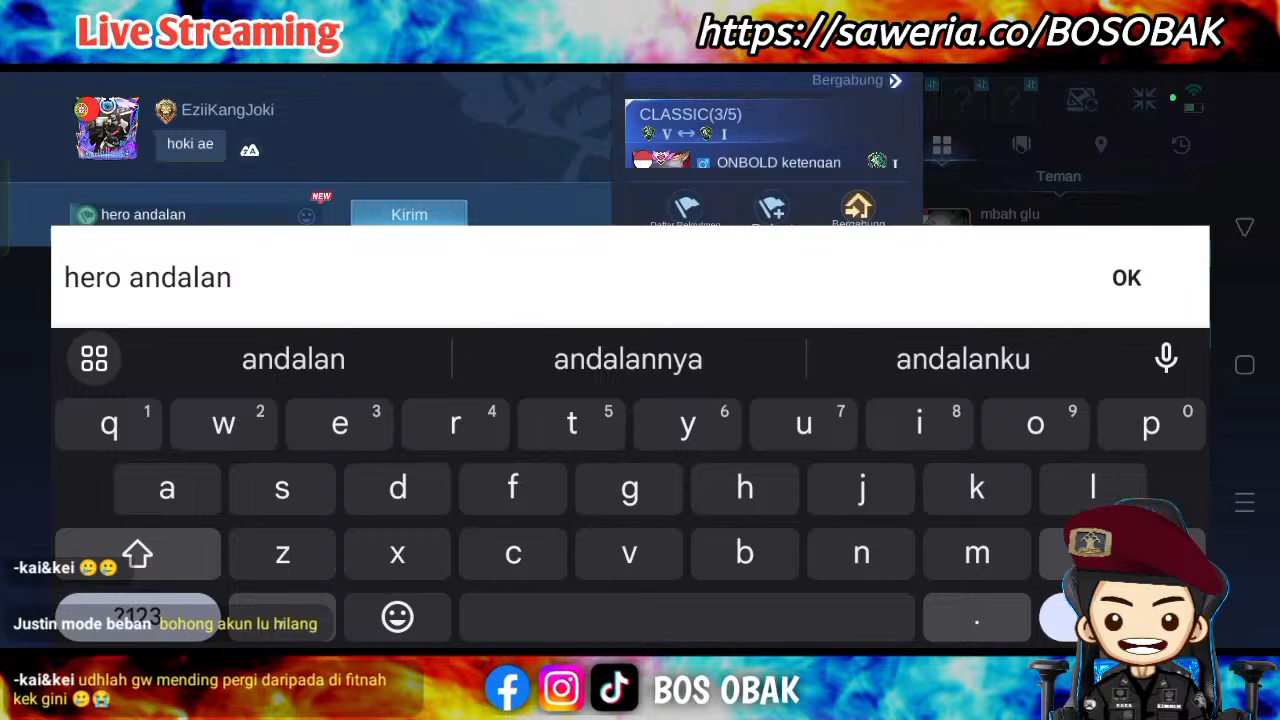 Live Streaming
https://saweria.co/BOSOBAK
EziiKangJoki
hoki ae
NEW
hero andalan
Kirim
Bergabung
CLASSIC(3/5)
V ↔ I
ONBOLD ketengan
I
Bergabung
Teman
mbah glu
hero andalan
OK
andalan andalannya andalanku
q 1 w 2 e 3 r 4 t 5 y 6 u 7 i 8 o 9 p 0
a s d f g h j k l
z x c v b n m
?123 , .
-kai&kei 🥲🥲
Justin mode beban bohong akun lu hilang
-kai&kei udhlah gw mending pergi daripada di fitnah
kek gini 🥲😭
BOS OBAK